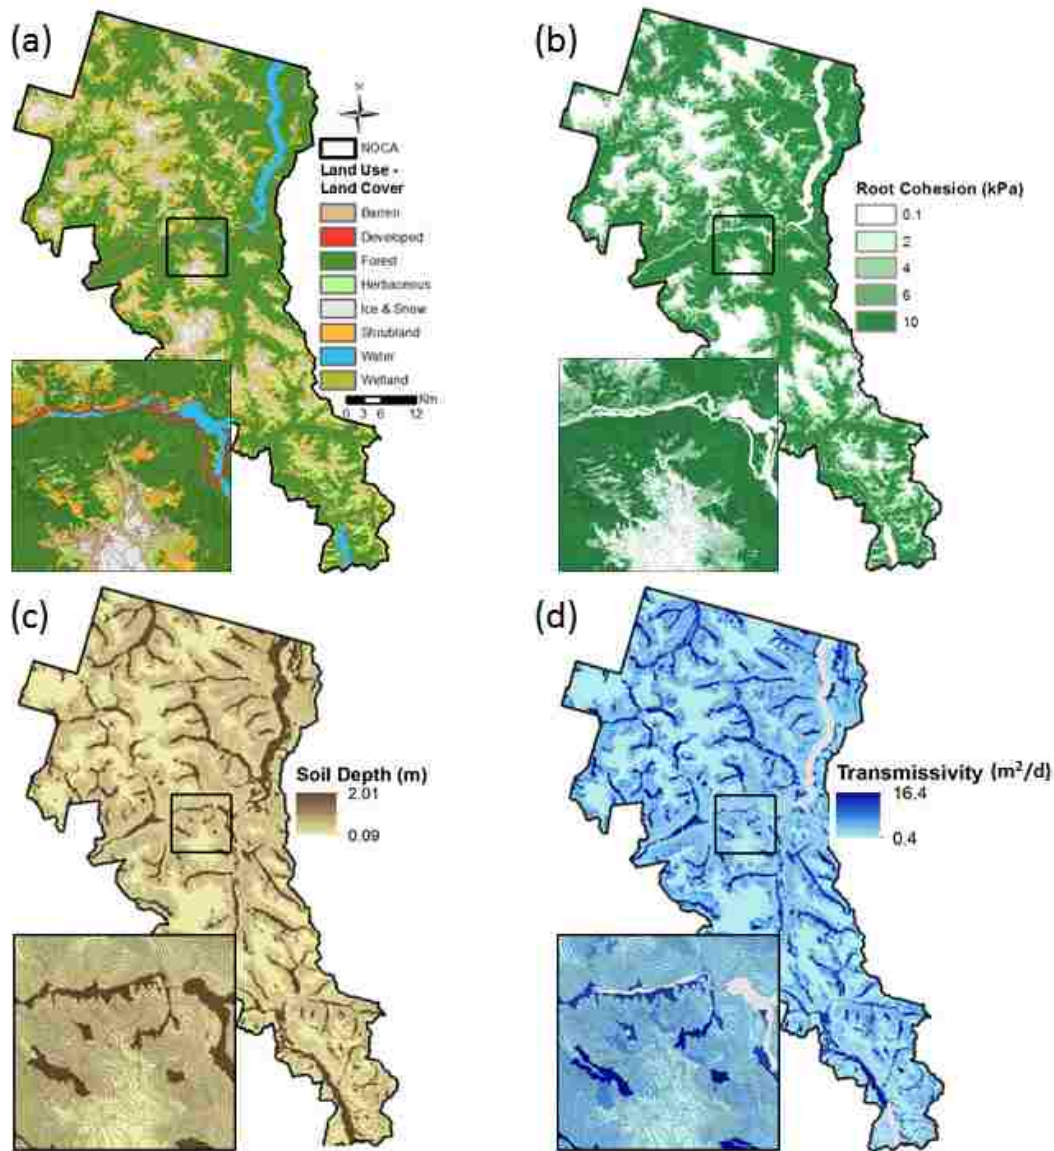 (a)
N
NOCA
Land Use -
Land Cover
Barren
Developed
Forest
Herbaceous
Ice & Snow
Shrubland
Water
Wetland
Km
0 3 6 12
(b)
Root Cohesion (kPa)
0.1
2
4
6
10
(c)
Soil Depth (m)
2.01
0.09
(d)
Transmissivity (m²/d)
16.4
0.4